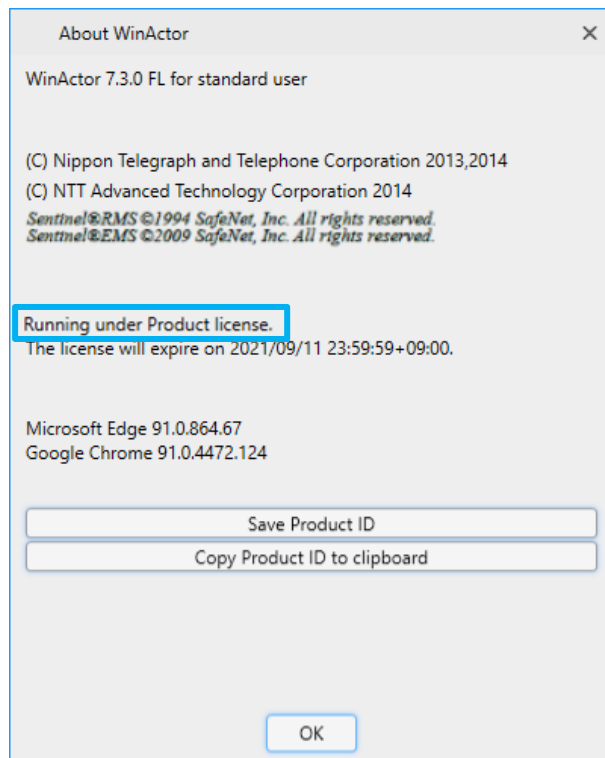 About WinActor
WinActor 7.3.0 FL for standard user
(C) Nippon Telegraph and Telephone Corporation 2013,2014
(C) NTT Advanced Technology Corporation 2014
Sentinel®RMS ©1994 SafeNet, Inc. All rights reserved.
Sentinel®EMS ©2009 SafeNet, Inc. All rights reserved.
Running under Product license.
The license will expire on 2021/09/11 23:59:59+09:00.
Microsoft Edge 91.0.864.67
Google Chrome 91.0.4472.124
Save Product ID
Copy Product ID to clipboard
OK